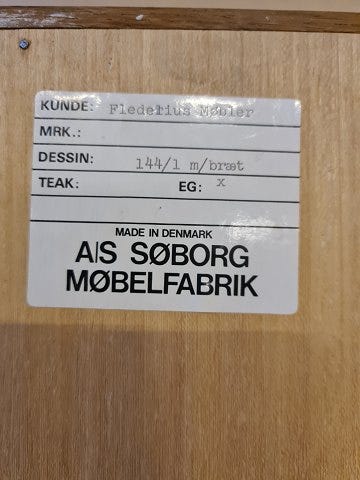 KUNDE: Fledelius Møbler
MRK.:
DESSIN: 144/1 m/bræt
TEAK: EG: x
MADE IN DENMARK
A/S SØBORG
MØBELFABRIK